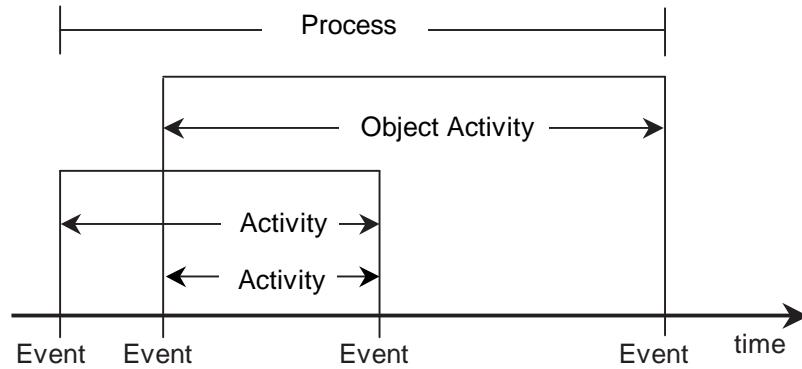 Process
Object Activity
Activity
Activity
Event Event Event Event time